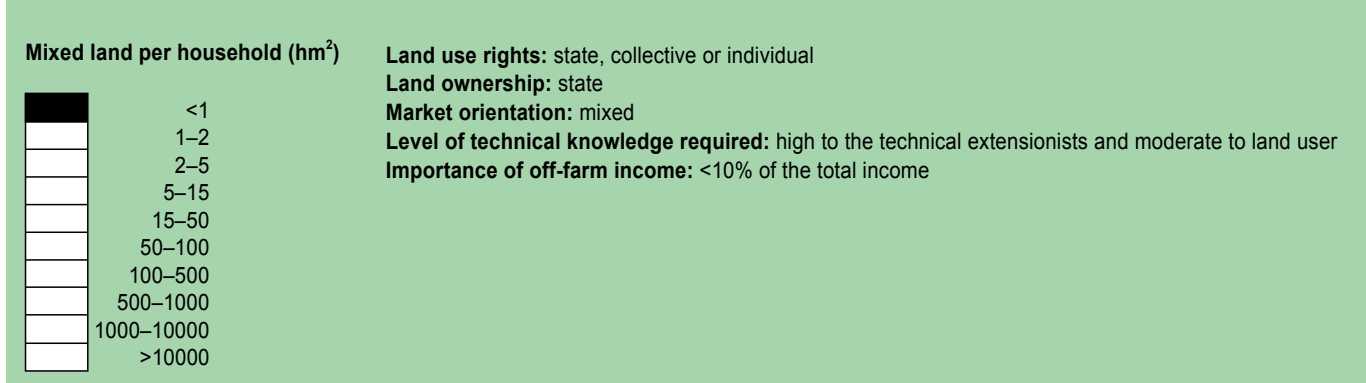 Mixed land per household (hm²)
<1
1–2
2–5
5–15
15–50
50–100
100–500
500–1000
1000–10000
>10000
Land use rights: state, collective or individual
Land ownership: state
Market orientation: mixed
Level of technical knowledge required: high to the technical extensionists and moderate to land user
Importance of off-farm income: <10% of the total income